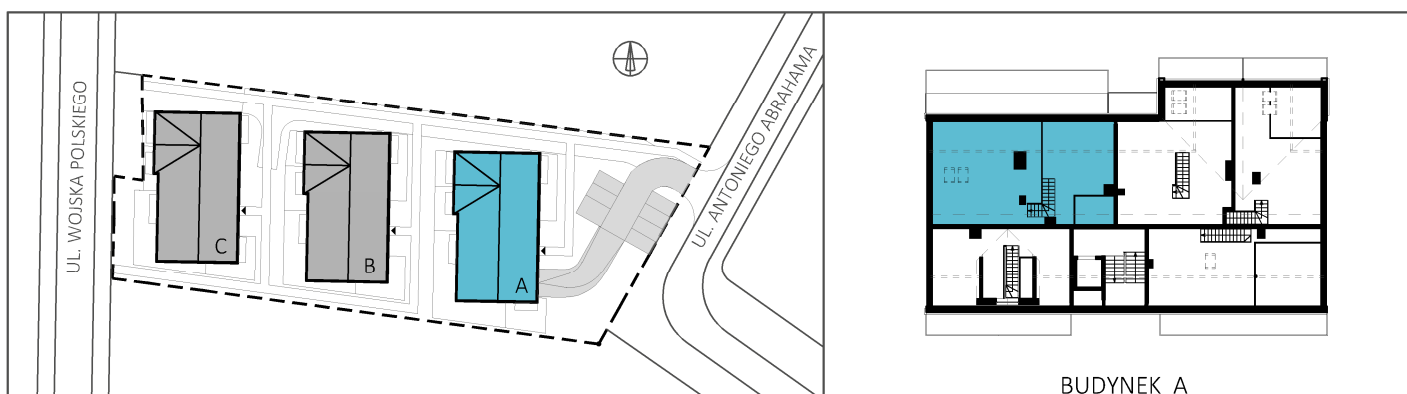 UL. WOJSKA POLSKIEGO
C
B
A
UL. ANTONIEGO ABRAHAMA
BUDYNEK A